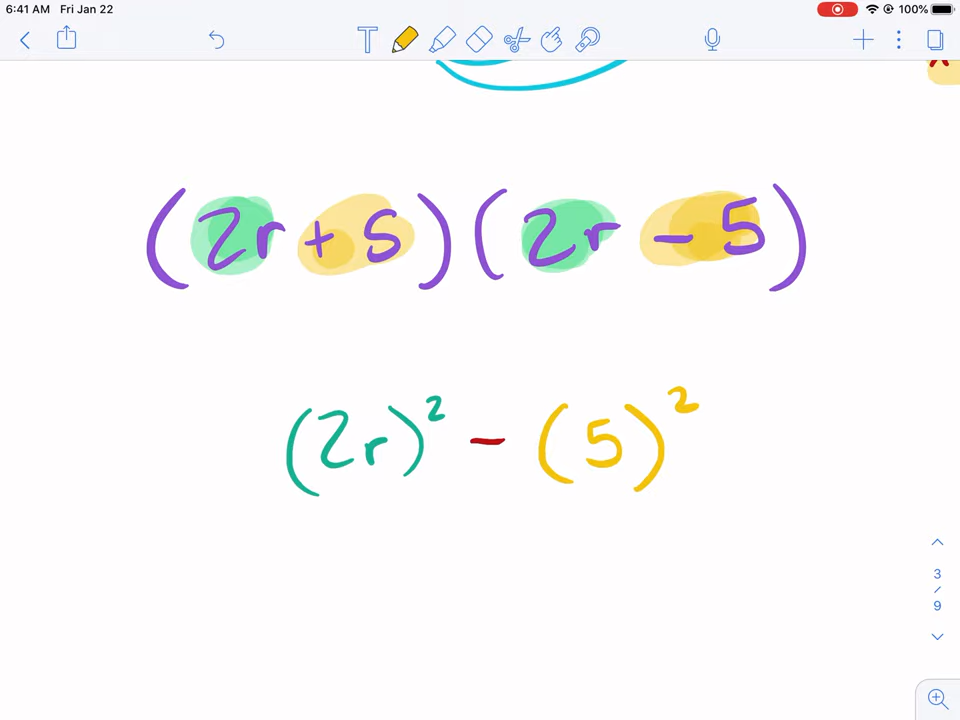 6:41 AM Fri Jan 22 100%
T
(2r + 5)(2r - 5)
(2r)² - (5)²
3
/
9